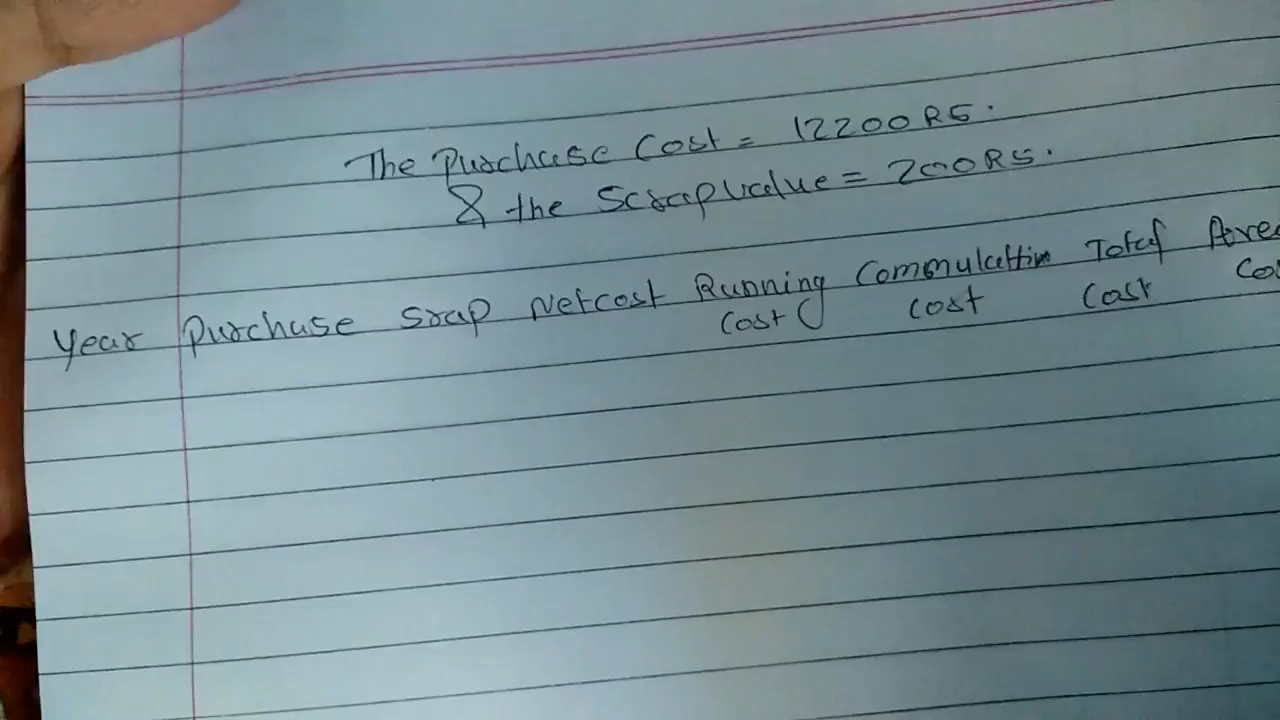 The Purchase Cost = 12200 RS.
& the Scrap value = 200 RS.
Year Purchase Srap Netcost Running Commulcttin Total
Cost Cost Cost